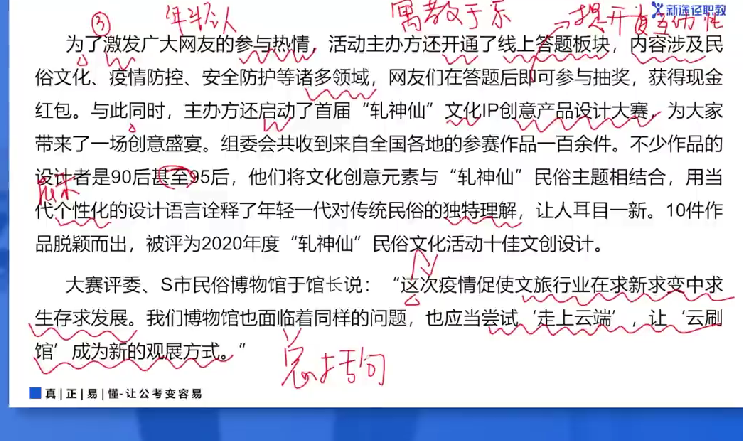 ③ 年轻人
寓教于乐
新途径职教
为了激发广大网友的参与热情，活动主办方还开通了线上答题板块，内容涉及民
俗文化、疫情防控、安全防护等诸多领域，网友们在答题后即可参与抽奖，获得现金
红包。与此同时，主办方还启动了首届“轧神仙”文化IP创意产品设计大赛，为大家
带来了一场创意盛宴。组委会共收到来自全国各地的参赛作品一百余件。不少作品的
设计者是90后甚至95后，他们将文化创意元素与“轧神仙”民俗主题相结合，用当
代个性化的设计语言诠释了年轻一代对传统民俗的独特理解，让人耳目一新。10件作
品脱颖而出，被评为2020年度“轧神仙”民俗文化活动十佳文创设计。
大赛评委、S市民俗博物馆于馆长说：“这次疫情促使文旅行业在求新求变中求
生存求发展。我们博物馆也面临着同样的问题，也应当尝试‘走上云端’，让‘云刷
馆’成为新的观展方式。”
总括句
真|正|易|懂-让公考变容易